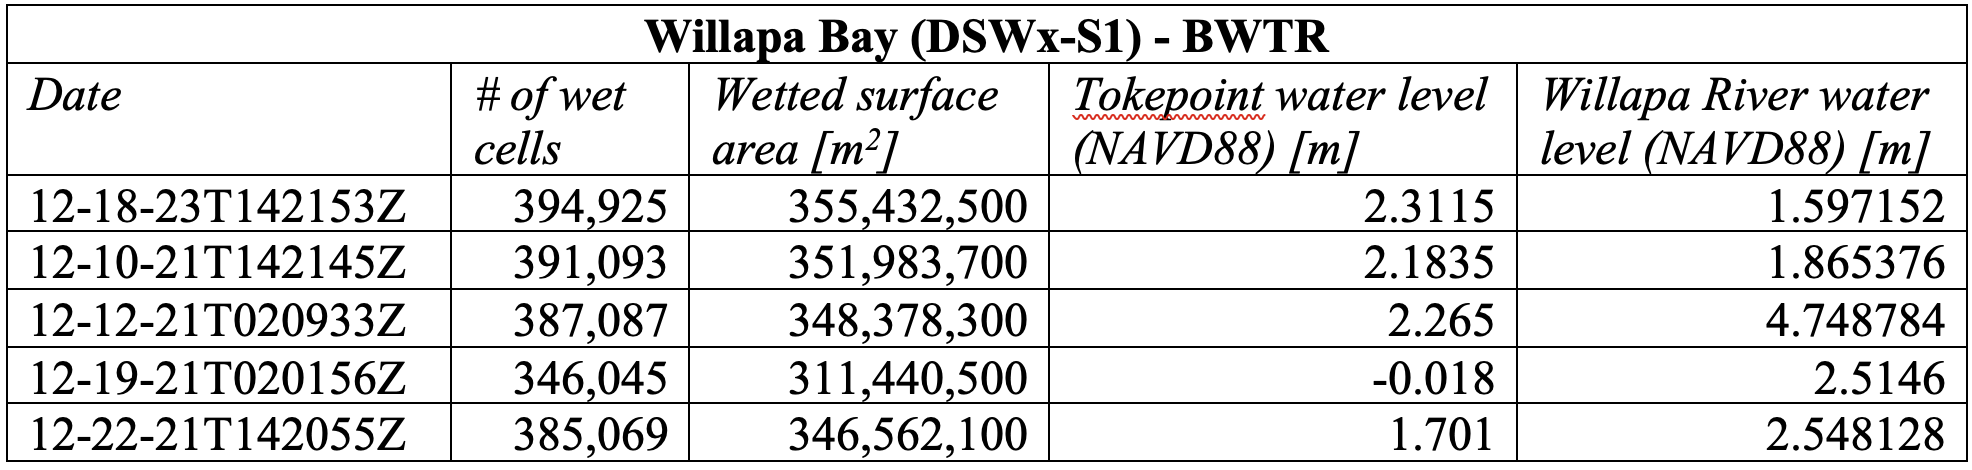 Willapa Bay (DSWx-S1) - BWTR
Date
# of wet
cells
Wetted surface
area [m²]
Tokepoint water level
(NAVD88) [m]
Willapa River water
level (NAVD88) [m]
12-18-23T142153Z 394,925 355,432,500 2.3115 1.597152
12-10-21T142145Z 391,093 351,983,700 2.1835 1.865376
12-12-21T020933Z 387,087 348,378,300 2.265 4.748784
12-19-21T020156Z 346,045 311,440,500 -0.018 2.5146
12-22-21T142055Z 385,069 346,562,100 1.701 2.548128